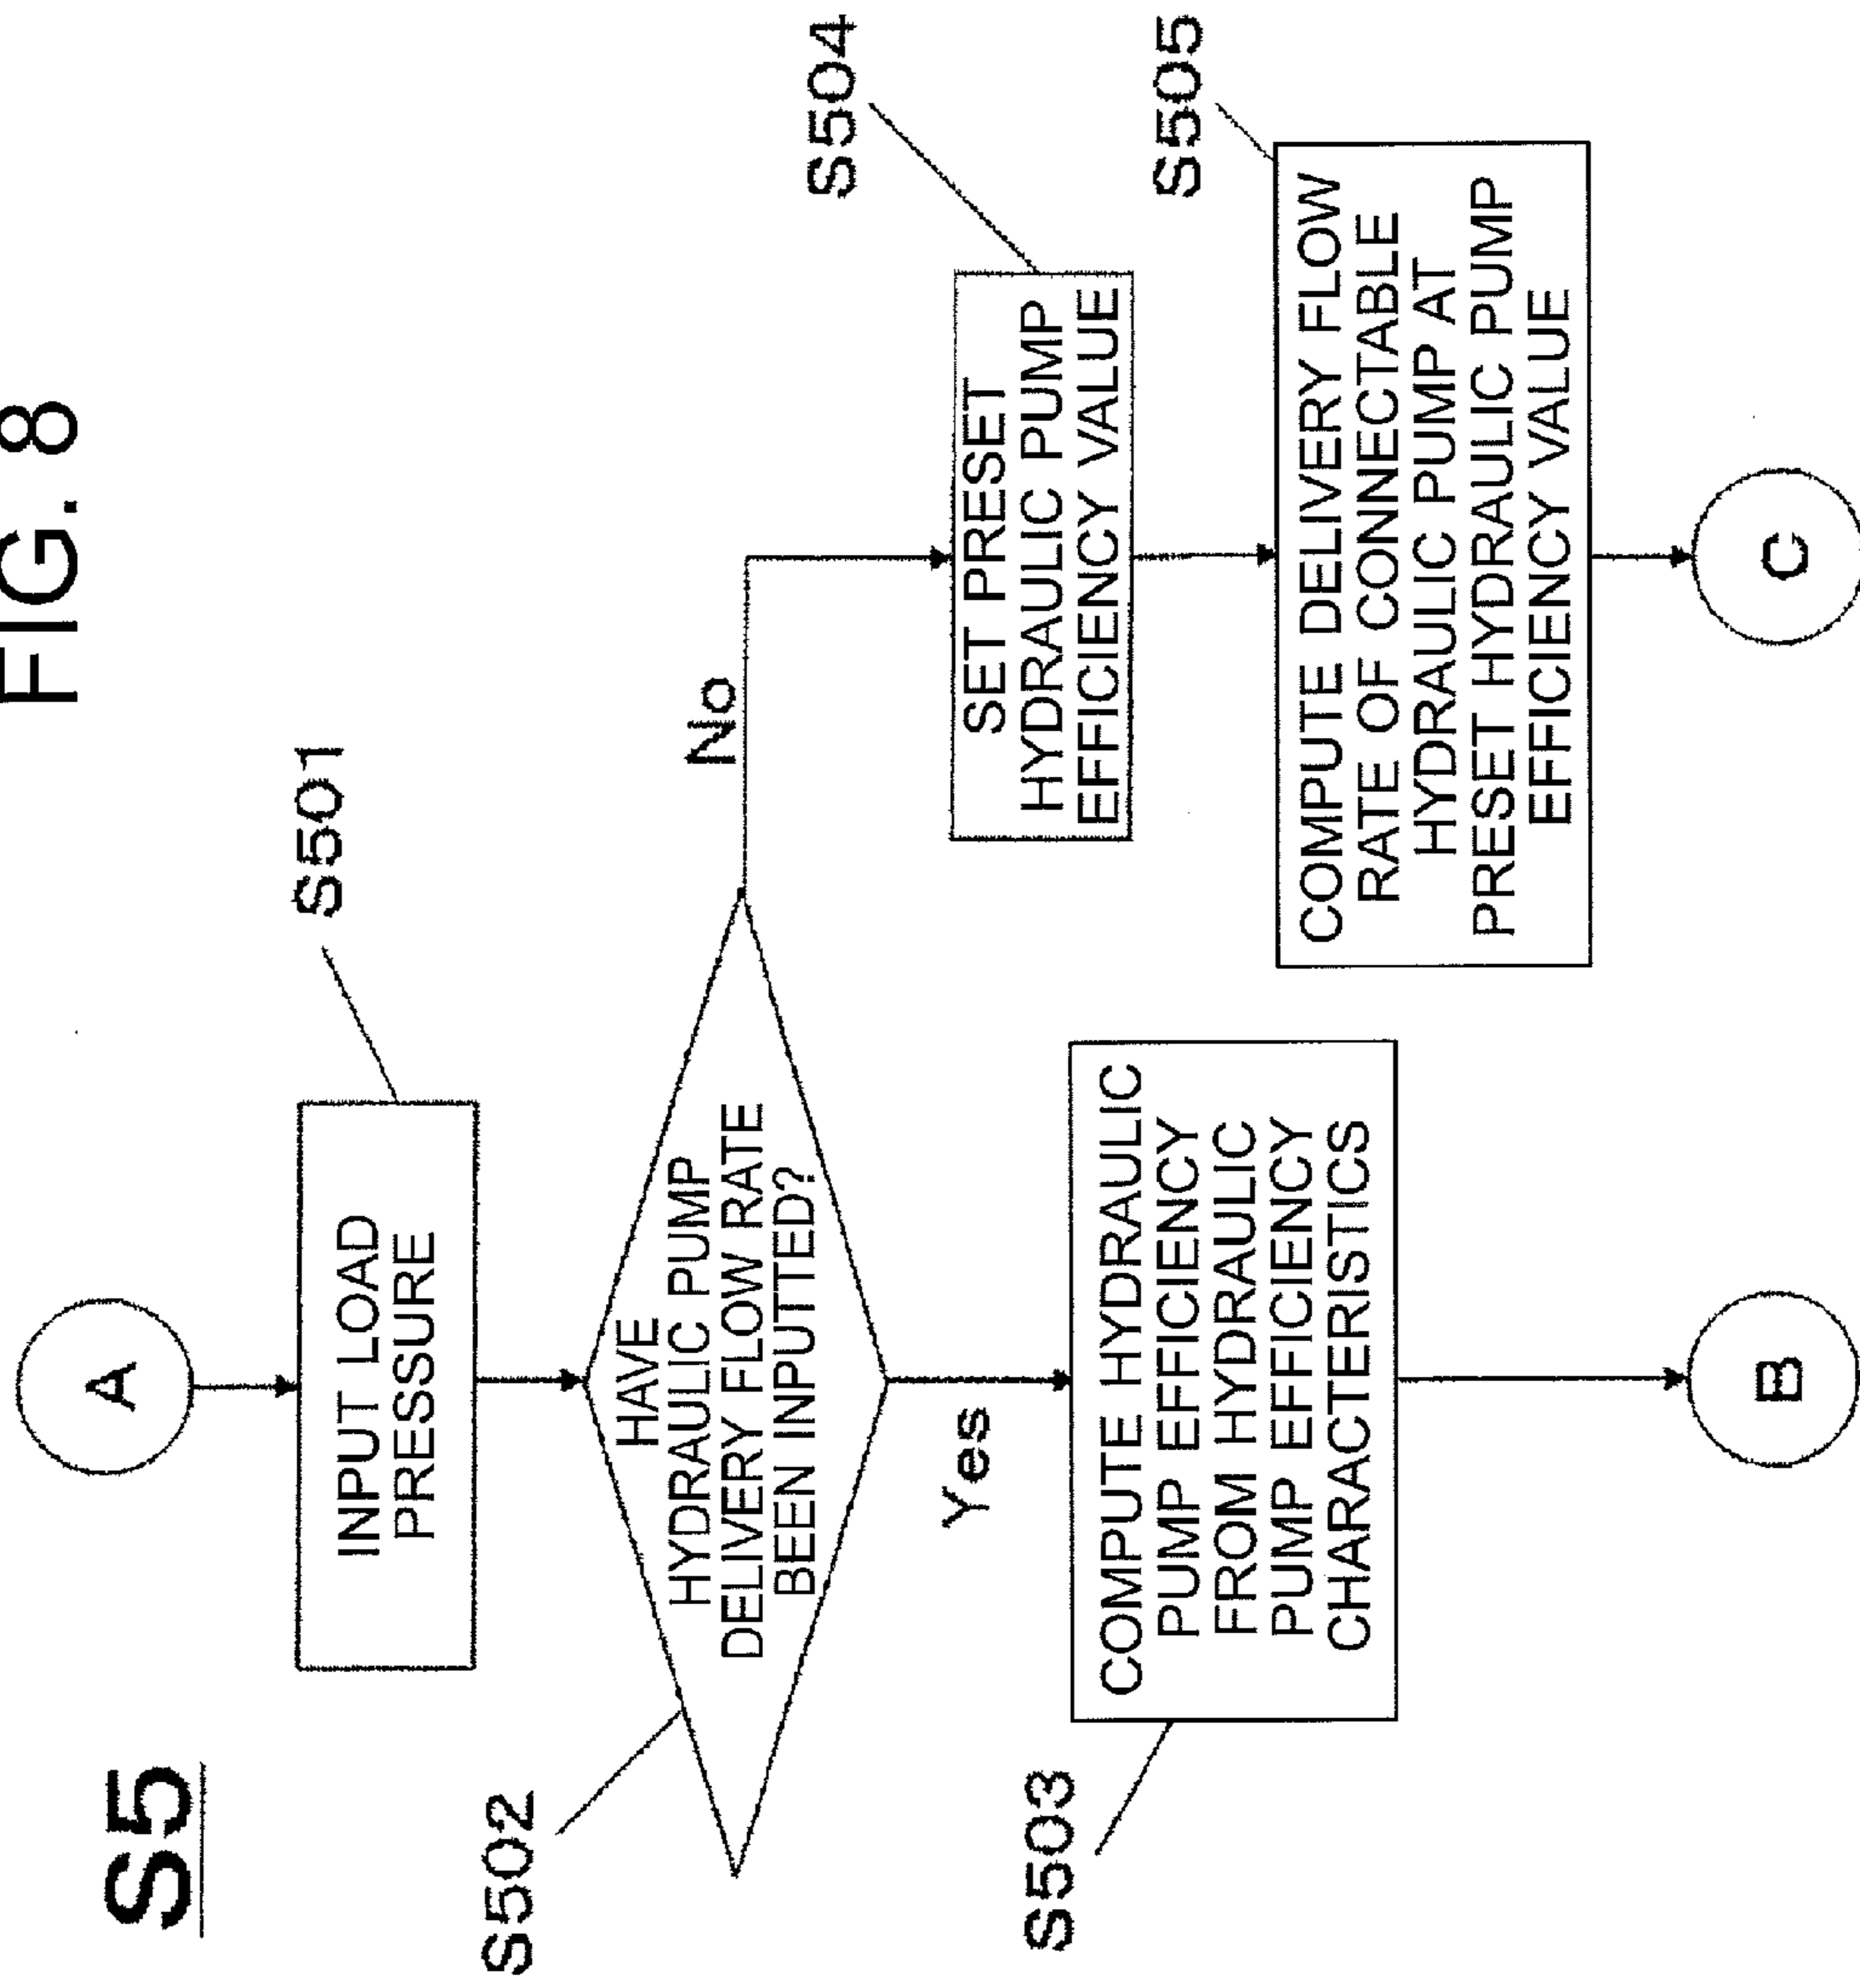 FIG. 8
S5
A
S501
INPUT LOAD
PRESSURE
S502
HAVE
HYDRAULIC PUMP
DELIVERY FLOW RATE
BEEN INPUTTED?
No
Yes
S503
COMPUTE HYDRAULIC
PUMP EFFICIENCY
FROM HYDRAULIC
PUMP EFFICIENCY
CHARACTERISTICS
B
S504
SET PRESET
HYDRAULIC PUMP
EFFICIENCY VALUE
S505
COMPUTE DELIVERY FLOW
RATE OF CONNECTABLE
HYDRAULIC PUMP AT
PRESET HYDRAULIC PUMP
EFFICIENCY VALUE
C